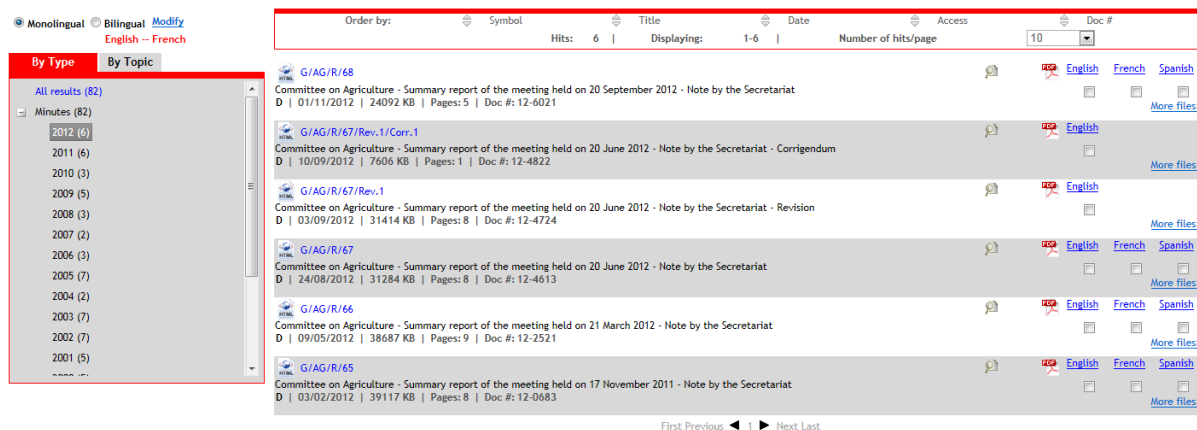 Monolingual Bilingual Modify
English -- French
By Type By Topic
All results (82)
Minutes (82)
2012 (6)
2011 (6)
2010 (3)
2009 (5)
2008 (3)
2007 (2)
2006 (3)
2005 (7)
2004 (2)
2003 (7)
2002 (7)
2001 (5)
Order by: Symbol Title Date Access Doc #
Hits: 6 | Displaying: 1-6 | Number of hits/page 10
HTML G/AG/R/68 PDF English French Spanish
Committee on Agriculture - Summary report of the meeting held on 20 September 2012 - Note by the Secretariat
D | 01/11/2012 | 24092 KB | Pages: 5 | Doc #: 12-6021
More files
HTML G/AG/R/67/Rev.1/Corr.1 PDF English
Committee on Agriculture - Summary report of the meeting held on 20 June 2012 - Note by the Secretariat - Corrigendum
D | 10/09/2012 | 7606 KB | Pages: 1 | Doc #: 12-4822
More files
HTML G/AG/R/67/Rev.1 PDF English
Committee on Agriculture - Summary report of the meeting held on 20 June 2012 - Note by the Secretariat - Revision
D | 03/09/2012 | 31414 KB | Pages: 8 | Doc #: 12-4724
More files
HTML G/AG/R/67 PDF English French Spanish
Committee on Agriculture - Summary report of the meeting held on 20 June 2012 - Note by the Secretariat
D | 24/08/2012 | 31284 KB | Pages: 8 | Doc #: 12-4613
More files
HTML G/AG/R/66 PDF English French Spanish
Committee on Agriculture - Summary report of the meeting held on 21 March 2012 - Note by the Secretariat
D | 09/05/2012 | 38687 KB | Pages: 9 | Doc #: 12-2521
More files
HTML G/AG/R/65 PDF English French Spanish
Committee on Agriculture - Summary report of the meeting held on 17 November 2011 - Note by the Secretariat
D | 03/02/2012 | 39117 KB | Pages: 8 | Doc #: 12-0683
More files
First Previous 1 Next Last